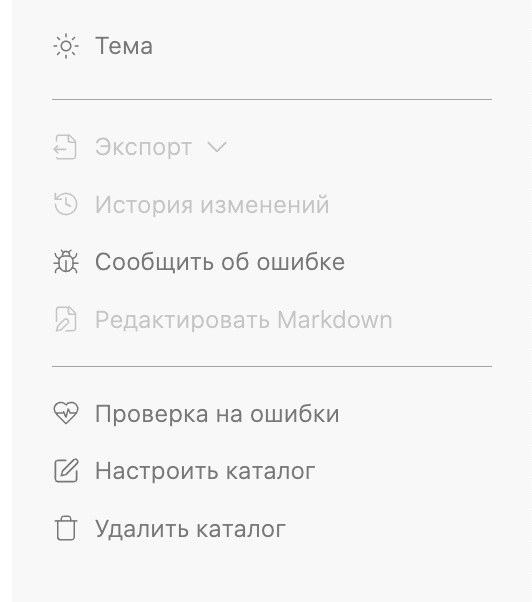 Тема
Экспорт
История изменений
Сообщить об ошибке
Редактировать Markdown
Проверка на ошибки
Настроить каталог
Удалить каталог